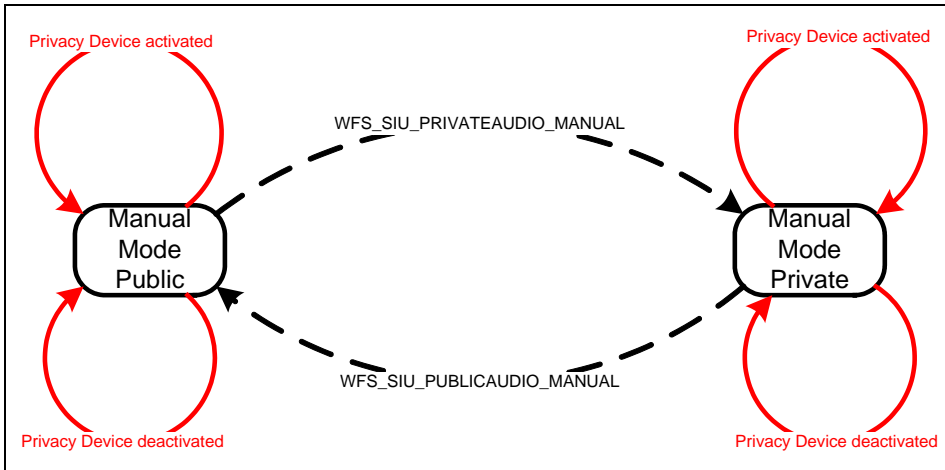 Privacy Device activated
Privacy Device activated
WFS_SIU_PRIVATEAUDIO_MANUAL
Manual
Mode
Public
Manual
Mode
Private
WFS_SIU_PUBLICAUDIO_MANUAL
Privacy Device deactivated
Privacy Device deactivated